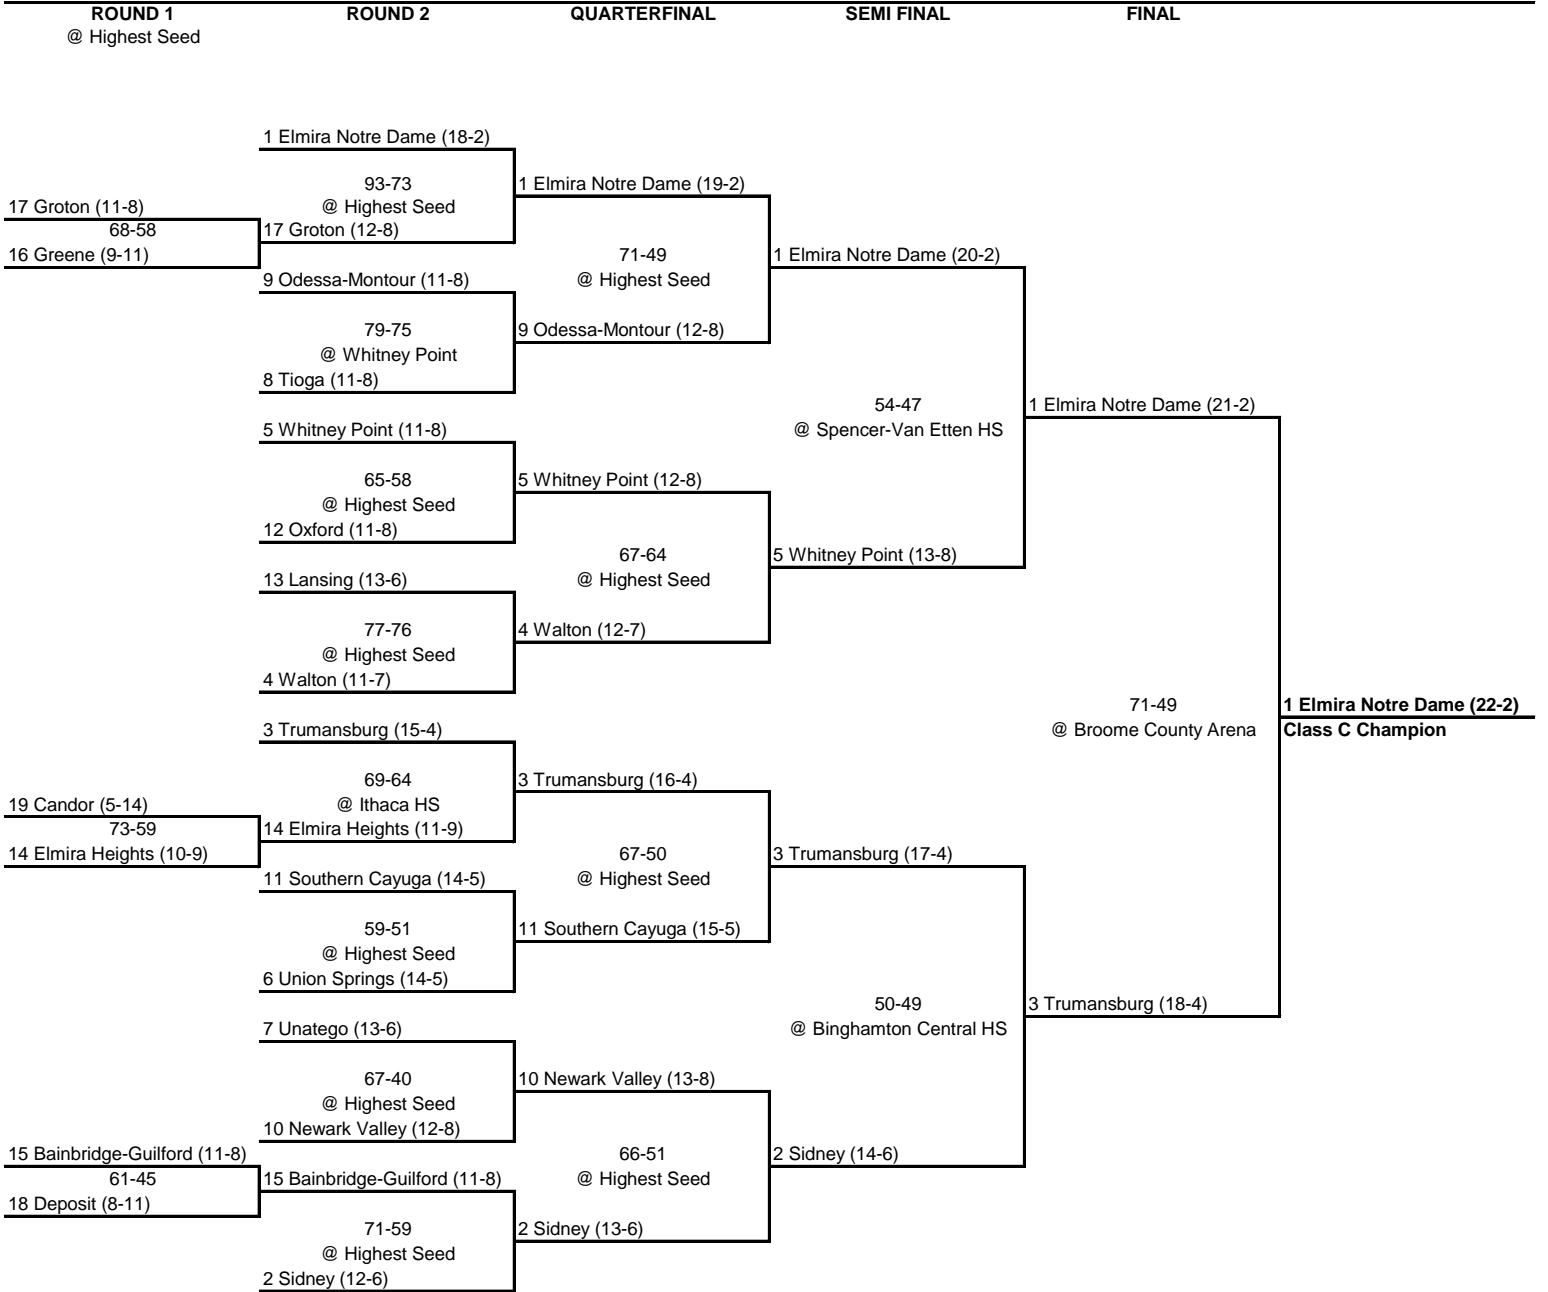 ROUND 1 ROUND 2 QUARTERFINAL SEMI FINAL FINAL
@ Highest Seed
1 Elmira Notre Dame (18-2)
93-73 1 Elmira Notre Dame (19-2)
17 Groton (11-8) @ Highest Seed
68-58 17 Groton (12-8)
16 Greene (9-11) 71-49 1 Elmira Notre Dame (20-2)
9 Odessa-Montour (11-8) @ Highest Seed
79-75 9 Odessa-Montour (12-8)
@ Whitney Point
8 Tioga (11-8)
54-47 1 Elmira Notre Dame (21-2)
5 Whitney Point (11-8) @ Spencer-Van Etten HS
65-58 5 Whitney Point (12-8)
@ Highest Seed
12 Oxford (11-8)
67-64 5 Whitney Point (13-8)
13 Lansing (13-6) @ Highest Seed
77-76 4 Walton (12-7)
@ Highest Seed
4 Walton (11-7)
71-49 1 Elmira Notre Dame (22-2)
3 Trumansburg (15-4) @ Broome County Arena Class C Champion
69-64 3 Trumansburg (16-4)
19 Candor (5-14) @ Ithaca HS
73-59 14 Elmira Heights (11-9)
14 Elmira Heights (10-9) 67-50 3 Trumansburg (17-4)
11 Southern Cayuga (14-5) @ Highest Seed
59-51 11 Southern Cayuga (15-5)
@ Highest Seed
6 Union Springs (14-5)
50-49 3 Trumansburg (18-4)
7 Unatego (13-6) @ Binghamton Central HS
67-40 10 Newark Valley (13-8)
@ Highest Seed
10 Newark Valley (12-8)
15 Bainbridge-Guilford (11-8) 66-51 2 Sidney (14-6)
61-45 15 Bainbridge-Guilford (11-8) @ Highest Seed
18 Deposit (8-11)
71-59 2 Sidney (13-6)
@ Highest Seed
2 Sidney (12-6)